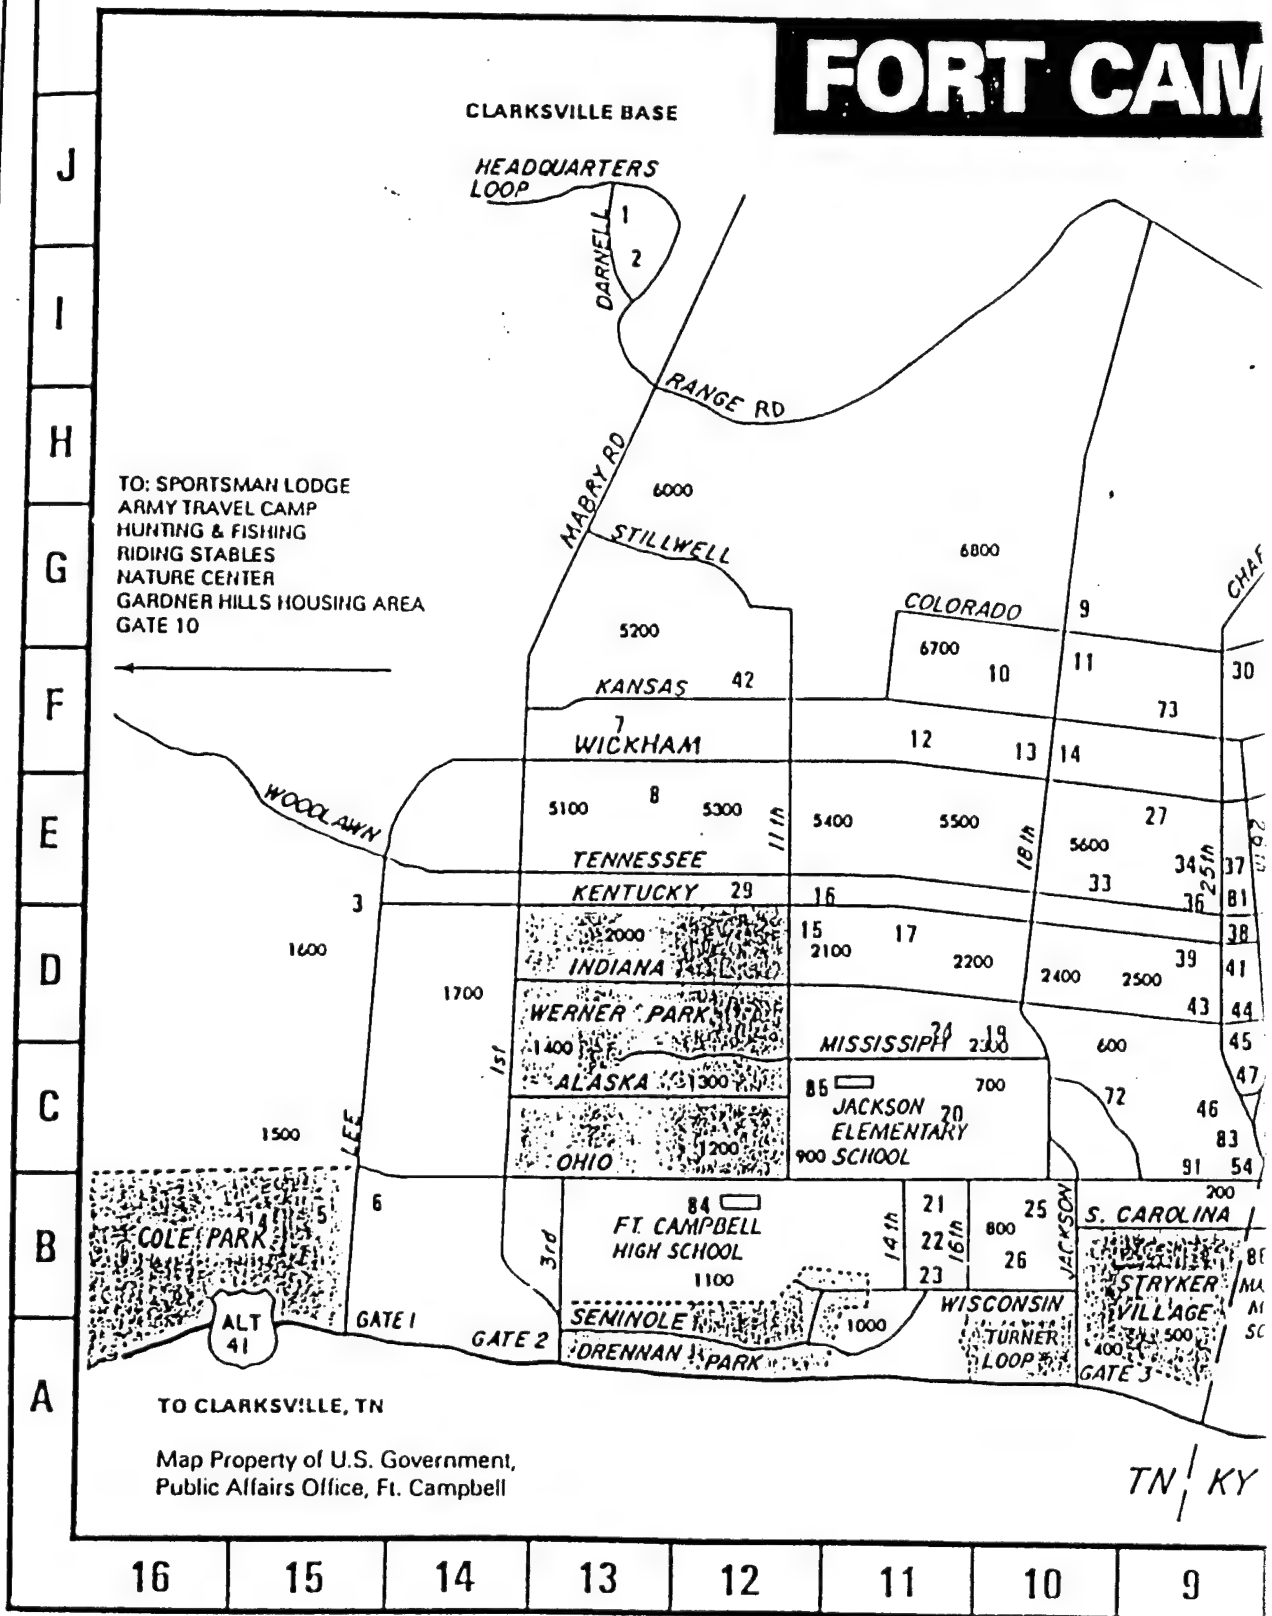 FORT CAM
CLARKSVILLE BASE
J
HEADQUARTERS
LOOP
1
DARNELL
2
I
RANGE RD
H
MABRY RD
TO: SPORTSMAN LODGE
ARMY TRAVEL CAMP
HUNTING & FISHING
RIDING STABLES
NATURE CENTER
GARDNER HILLS HOUSING AREA
GATE 10
6000
STILLWELL
6800
G
COLORADO
9
5200
6700
10
11
30
F
KANSAS
42
73
7
WICKHAM
12
13
14
WOODLAWN
5100
8
5300
11th
5400
5500
18th
5600
27
E
25th
TENNESSEE
34
37
KENTUCKY
29
16
33
36
81
3
2000
15
17
38
1600
INDIANA
2100
2200
2400
2500
39
41
D
1700
WERNER PARK
43
44
1400
MISSISSIPPI
19
600
45
1st
ALASKA
1300
86
700
47
C
JACKSON
ELEMENTARY
SCHOOL
20
72
46
1500
LEE
1200
83
OHIO
900
91
54
200
6
84
21
25
S. CAROLINA
COLE PARK
5
FT. CAMPBELL
HIGH SCHOOL
14th
22
16th
800
JACKSON
B
3rd
26
1100
23
STRYKER
VILLAGE
SEMINOLE
WISCONSIN
ALT
41
GATE 1
GATE 2
1000
TURNER
LOOP
500
400
DRENNAN PARK
GATE 3
A
TO CLARKSVILLE, TN
Map Property of U.S. Government,
Public Affairs Office, Ft. Campbell
TN KY
16 15 14 13 12 11 10 9